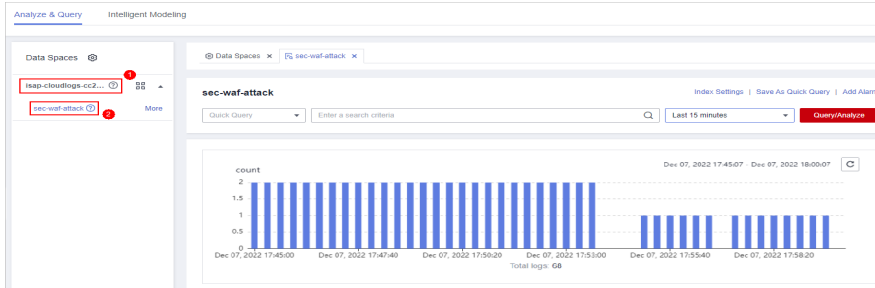 Analyze & Query Intelligent Modeling
Data Spaces
Data Spaces × sec-waf-attack ×
1
isap-cloudlogs-cc2...
sec-waf-attack More
2
sec-waf-attack Index Settings | Save As Quick Query | Add Alarm
Quick Query Enter a search criteria Last 15 minutes Query/Analyze
Dec 07, 2022 17:45:07 - Dec 07, 2022 18:00:07
count
2
1.5
1
0.5
0
Dec 07, 2022 17:45:00 Dec 07, 2022 17:47:40 Dec 07, 2022 17:50:20 Dec 07, 2022 17:53:00 Dec 07, 2022 17:55:40 Dec 07, 2022 17:58:20
Total logs: 68